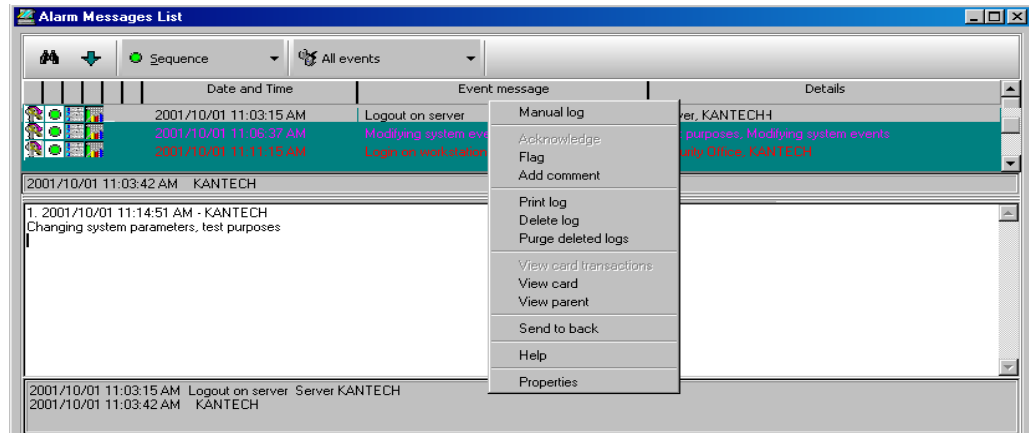 Alarm Messages List
Sequence
All events
Date and Time Event message Details
2001/10/01 11:03:15 AM Logout on server ver, KANTECH
2001/10/01 11:06:37 AM Modifying system eve purposes, Modifying system events
2001/10/01 11:11:15 AM Login on workstation urity Office, KANTECH
2001/10/01 11:03:42 AM KANTECH
1. 2001/10/01 11:14:51 AM - KANTECH
Changing system parameters, test purposes
Manual log
Acknowledge
Flag
Add comment
Print log
Delete log
Purge deleted logs
View card transactions
View card
View parent
Send to back
Help
Properties
2001/10/01 11:03:15 AM Logout on server Server KANTECH
2001/10/01 11:03:42 AM KANTECH